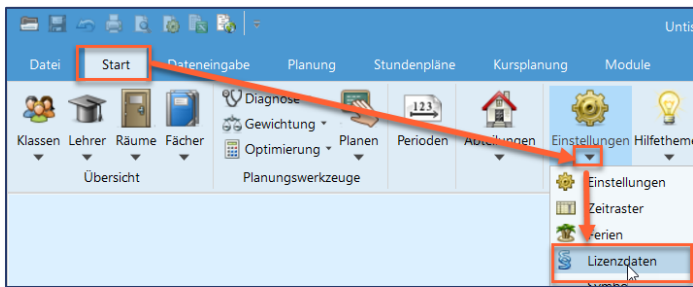 Untis
Datei Start Dateneingabe Planung Stundenpläne Kursplanung Module
Klassen Lehrer Räume Fächer Diagnose Gewichtung Optimierung Planen 123 Perioden Abteilungen Einstellungen Hilfetheme
Übersicht Planungswerkzeuge
Einstellungen
Zeitraster
Ferien
Lizenzdaten